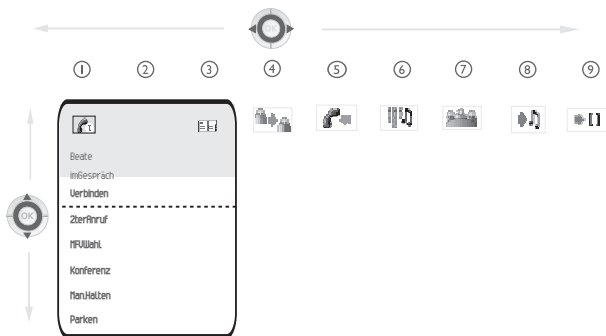 OK
① ② ③ ④ ⑤ ⑥ ⑦ ⑧ ⑨
Beate
imGespräch
Verbinden
2terAnruf
MFVWahl
Konferenz
Man.Halten
Parken
OK